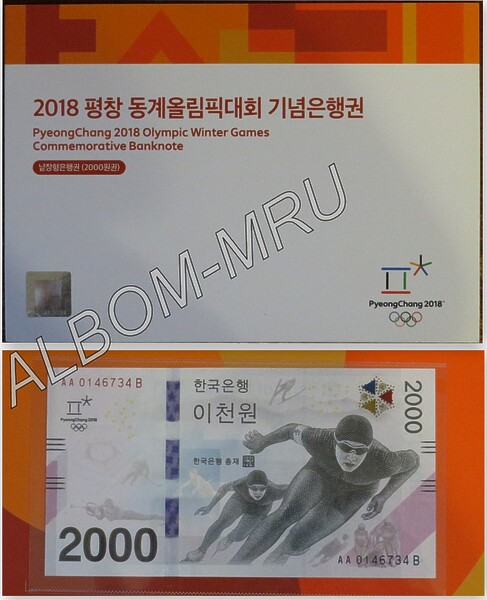 2018 평창 동계올림픽대회 기념은행권
PyeongChang 2018 Olympic Winter Games
Commemorative Banknote
낱장형은행권 (2000원권)
PyeongChang 2018
ALBOM-MRU
AA 0146734 B
한국은행
이천원
2000
PyeongChang 2018
한국은행 총재
2000
AA 0146734 B